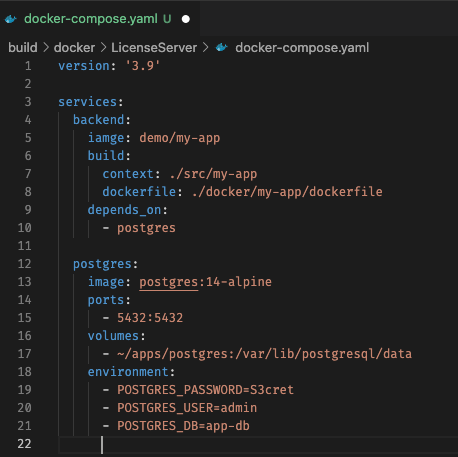 docker-compose.yaml U
build > docker > LicenseServer > docker-compose.yaml
1 version: '3.9'
2
3 services:
4 backend:
5 iamge: demo/my-app
6 build:
7 context: ./src/my-app
8 dockerfile: ./docker/my-app/dockerfile
9 depends_on:
10 - postgres
11
12 postgres:
13 image: postgres:14-alpine
14 ports:
15 - 5432:5432
16 volumes:
17 - ~/apps/postgres:/var/lib/postgresql/data
18 environment:
19 - POSTGRES_PASSWORD=S3cret
20 - POSTGRES_USER=admin
21 - POSTGRES_DB=app-db
22